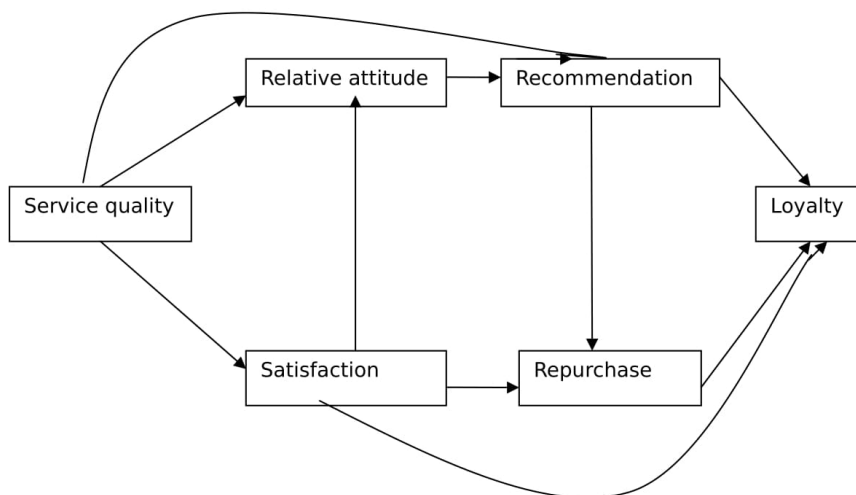 Relative attitude
Recommendation
Service quality
Loyalty
Satisfaction
Repurchase